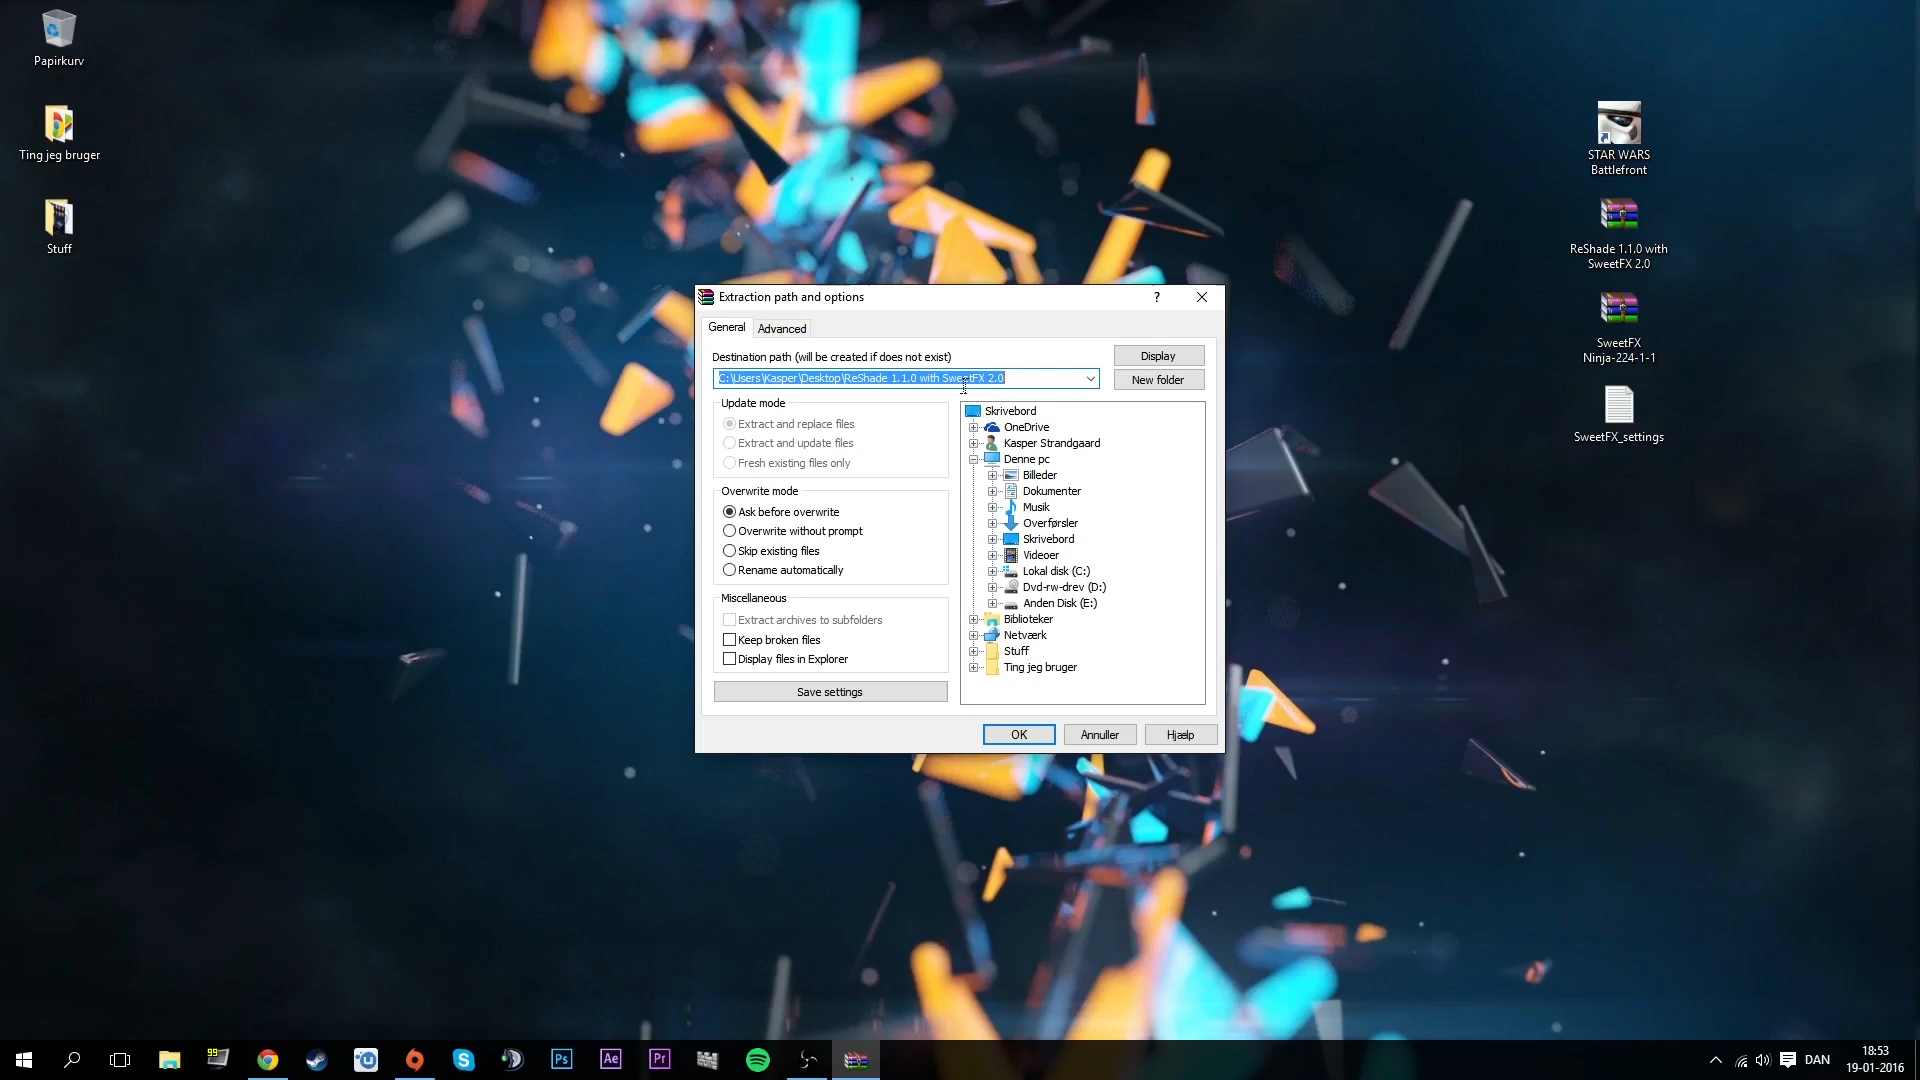 Papirkurv
Ting jeg bruger
Stuff
STAR WARS
Battlefront
ReShade 1.1.0 with
SweetFX 2.0
SweetFX
Ninja-224-1-1
SweetFX_settings
Extraction path and options
?
General
Advanced
Destination path (will be created if does not exist)
Display
C:\Users\Kasper\Desktop\ReShade 1.1.0 with SweetFX 2.0
New folder
Update mode
Extract and replace files
Extract and update files
Fresh existing files only
Overwrite mode
Ask before overwrite
Overwrite without prompt
Skip existing files
Rename automatically
Miscellaneous
Extract archives to subfolders
Keep broken files
Display files in Explorer
Save settings
Skrivebord
OneDrive
Kasper Strandgaard
Denne pc
Billeder
Dokumenter
Musik
Overførsler
Skrivebord
Videoer
Lokal disk (C:)
Dvd-rw-drev (D:)
Anden Disk (E:)
Biblioteker
Netværk
Stuff
Ting jeg bruger
OK
Annuller
Hjælp
99
Ps
Ae
Pr
DAN
18:53
19-01-2016